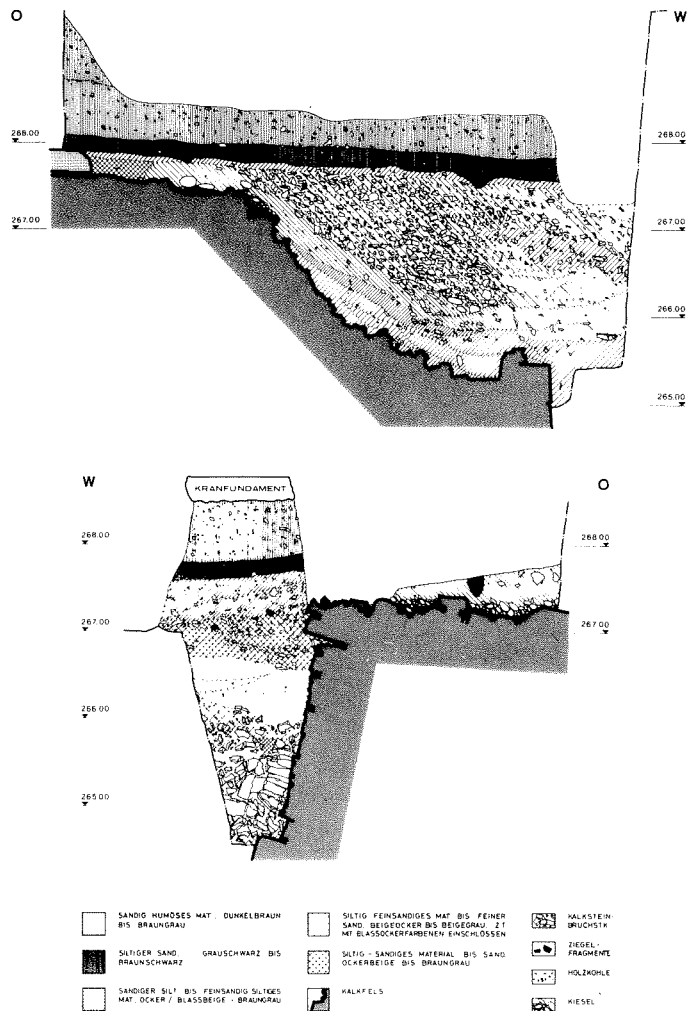 O
W
268.00
268.00
267.00
267.00
266.00
265.00
W
O
KRANFUNDAMENT
268.00
268.00
267.00
267.00
266.00
265.00
SANDIG HUMÖSES MAT., DUNKELBRAUN
BIS BRAUNGRAU
SILTIGER SAND, GRAUSCHWARZ BIS
BRAUNSCHWARZ
SANDIGER SILT BIS FEINSANDIG SILTIGES
MAT., OCKER / BLASSBEIGE - BRAUNGRAU
SILTIG FEINSANDIGES MAT BIS FEINER
SAND, BEIGEOCKER BIS BEIGEGRAU, Z.T.
MIT BLASSOCKERFARBENEN EINSCHLÜSSEN
SILTIG-SANDIGES MATERIAL BIS SAND,
OCKERBEIGE BIS BRAUNGRAU
KALKFELS
KALKSTEIN-
BRUCHSTK.
ZIEGEL-
FRAGMENTE
HOLZKOHLE
KIESEL